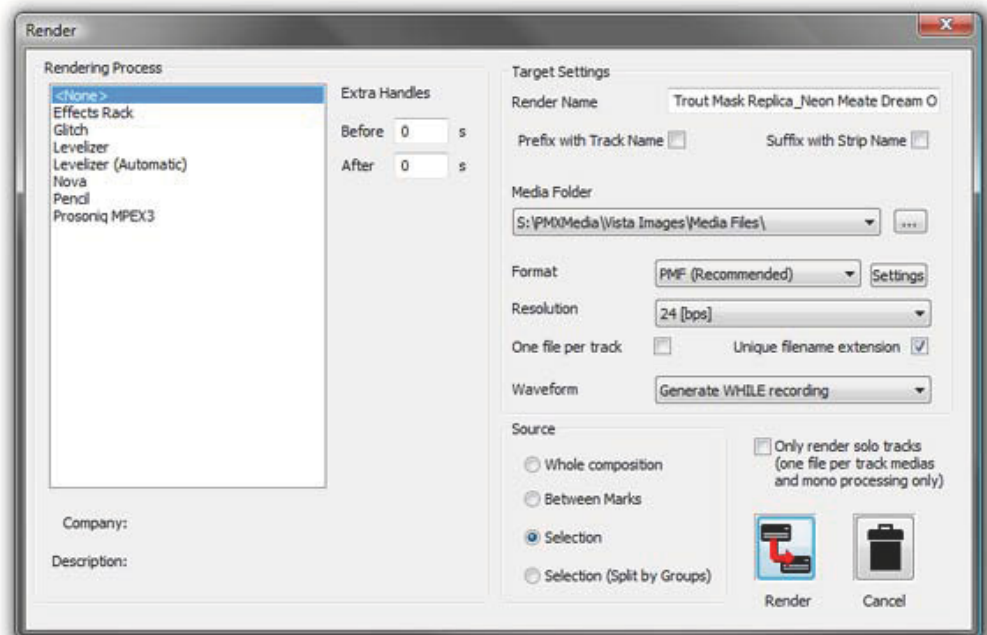 Render
Rendering Process
<None>
Effects Rack
Glitch
Levelizer
Levelizer (Automatic)
Nova
Pencil
Prosoniq MPEX3
Extra Handles
Before 0 s
After 0 s
Company:
Description:
Target Settings
Render Name Trout Mask Replica_Neon Meate Dream O
Prefix with Track Name Suffix with Strip Name
Media Folder
S:\PMXMedia\Vista Images\Media Files\ ...
Format PMF (Recommended) Settings
Resolution 24 [bps]
One file per track Unique filename extension
Waveform Generate WHILE recording
Source
Whole composition
Between Marks
Selection
Selection (Split by Groups)
Only render solo tracks
(one file per track medias
and mono processing only)
Render Cancel